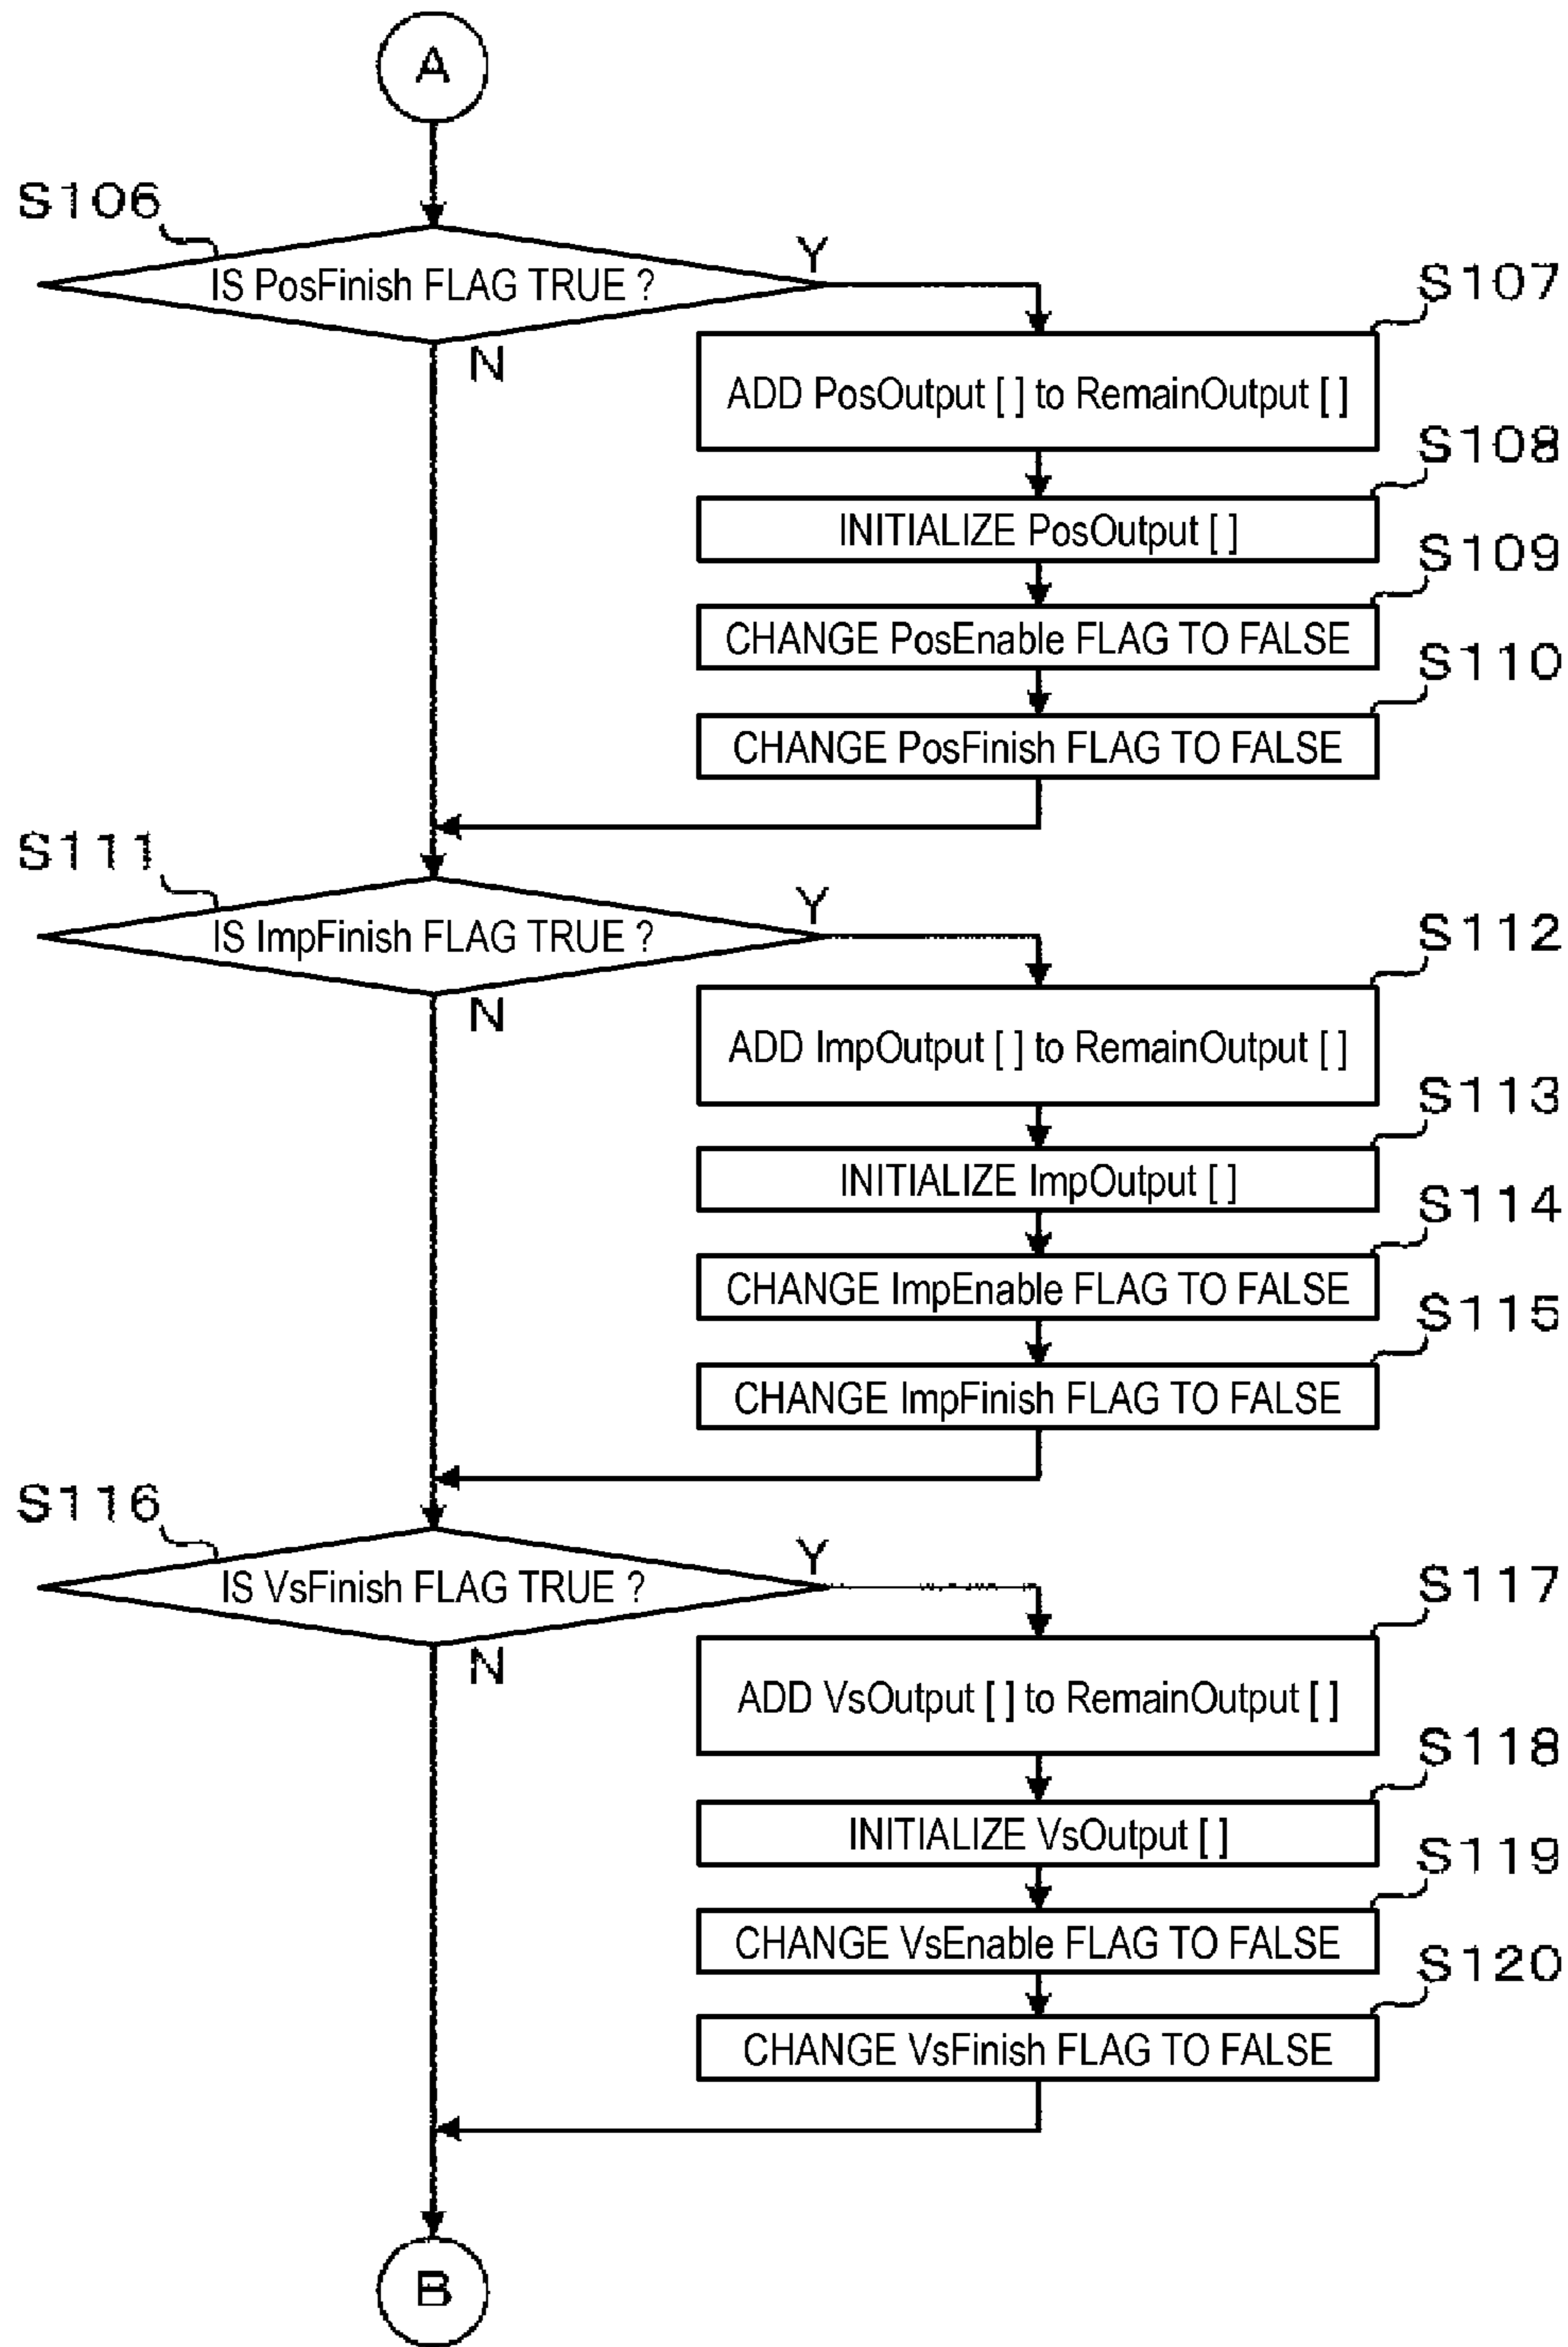 A
S106
IS PosFinish FLAG TRUE ?
Y
N
S107
ADD PosOutput [ ] to RemainOutput [ ]
S108
INITIALIZE PosOutput [ ]
S109
CHANGE PosEnable FLAG TO FALSE
S110
CHANGE PosFinish FLAG TO FALSE
S111
IS ImpFinish FLAG TRUE ?
Y
N
S112
ADD ImpOutput [ ] to RemainOutput [ ]
S113
INITIALIZE ImpOutput [ ]
S114
CHANGE ImpEnable FLAG TO FALSE
S115
CHANGE ImpFinish FLAG TO FALSE
S116
IS VsFinish FLAG TRUE ?
Y
N
S117
ADD VsOutput [ ] to RemainOutput [ ]
S118
INITIALIZE VsOutput [ ]
S119
CHANGE VsEnable FLAG TO FALSE
S120
CHANGE VsFinish FLAG TO FALSE
B